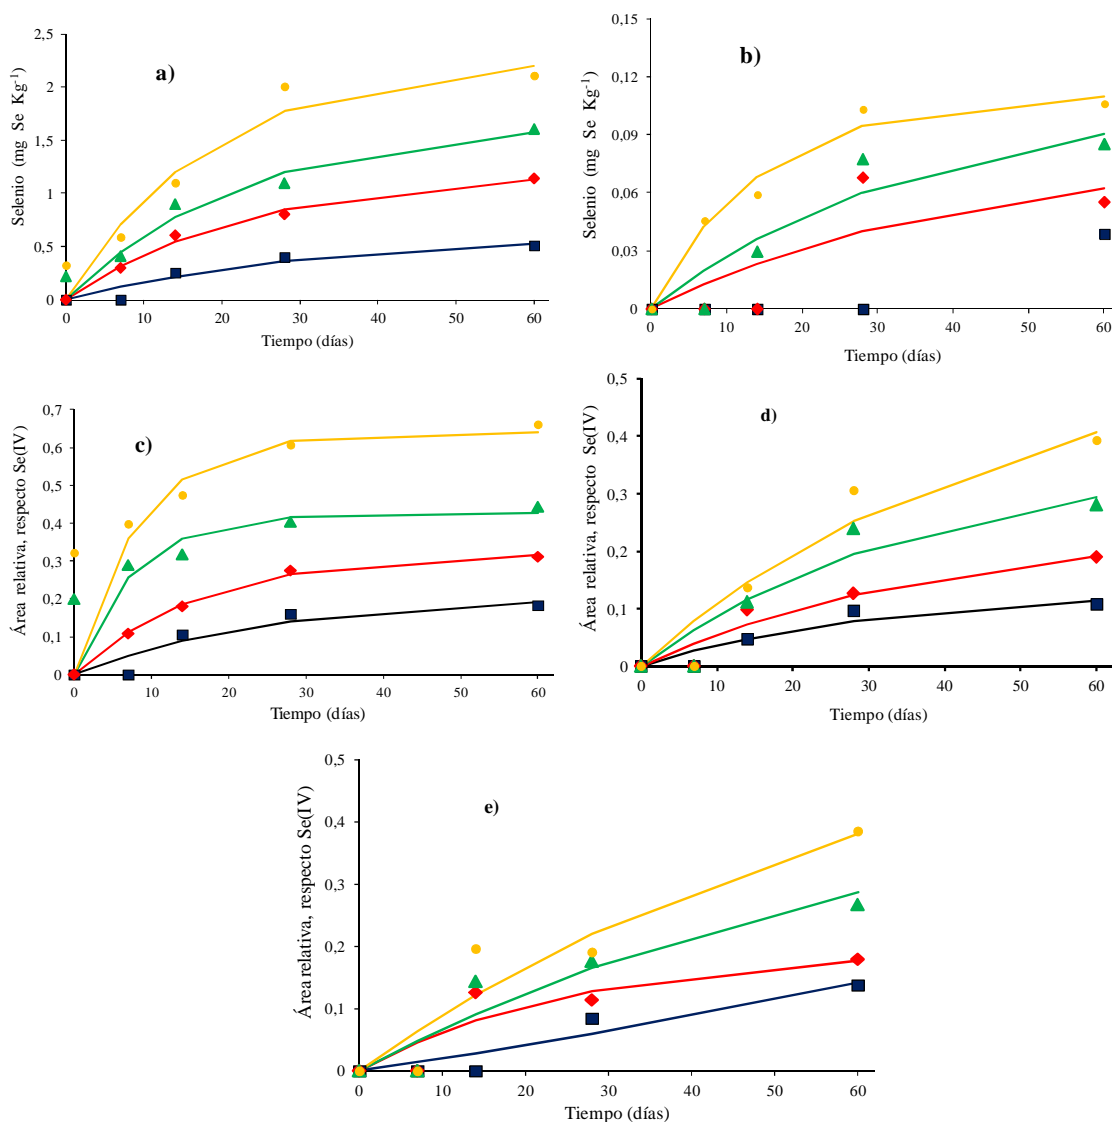 a)
Selenio (mg Se Kg-1)
2,5
2
1,5
1
0,5
0
0 10 20 30 40 50 60
Tiempo (días)
b)
Selenio (mg Se Kg-1)
0,15
0,12
0,09
0,06
0,03
0
0 10 20 30 40 50 60
Tiempo (días)
c)
Área relativa, respecto Se(IV)
0,7
0,6
0,5
0,4
0,3
0,2
0,1
0
0 10 20 30 40 50 60
Tiempo (días)
d)
Área relativa, respecto Se(IV)
0,5
0,4
0,3
0,2
0,1
0
0 10 20 30 40 50 60
Tiempo (días)
e)
Área relativa, respecto Se(IV)
0,5
0,4
0,3
0,2
0,1
0
0 10 20 30 40 50 60
Tiempo (días)